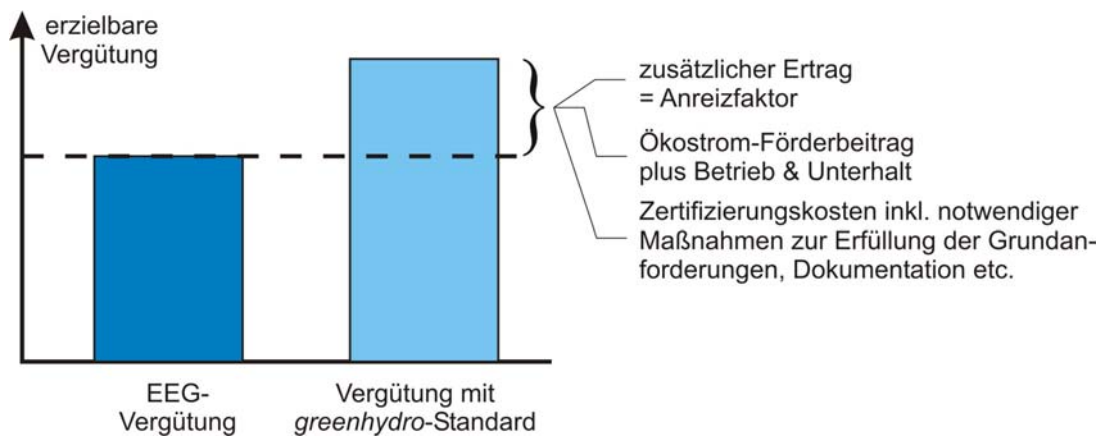 erzielbare
Vergütung
zusätzlicher Ertrag
= Anreizfaktor
Ökostrom-Förderbeitrag
plus Betrieb & Unterhalt
Zertifizierungskosten inkl. notwendiger
Maßnahmen zur Erfüllung der Grundan-
forderungen, Dokumentation etc.
EEG-
Vergütung
Vergütung mit
greenhydro-Standard